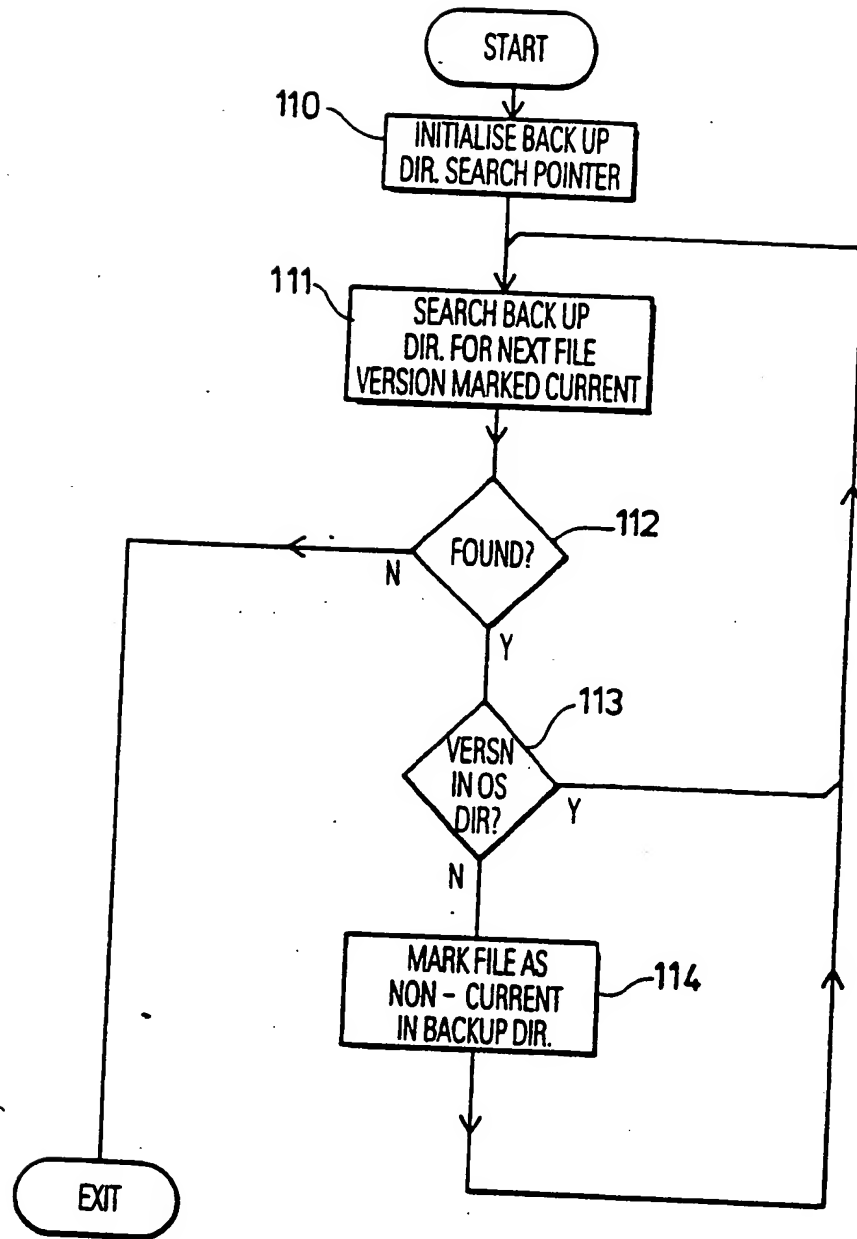 START
110
INITIALISE BACK UP
DIR. SEARCH POINTER
111
SEARCH BACK UP
DIR. FOR NEXT FILE
VERSION MARKED CURRENT
112
FOUND?
N
Y
113
VERSN
IN OS
DIR?
Y
N
MARK FILE AS
NON - CURRENT
IN BACKUP DIR.
114
EXIT